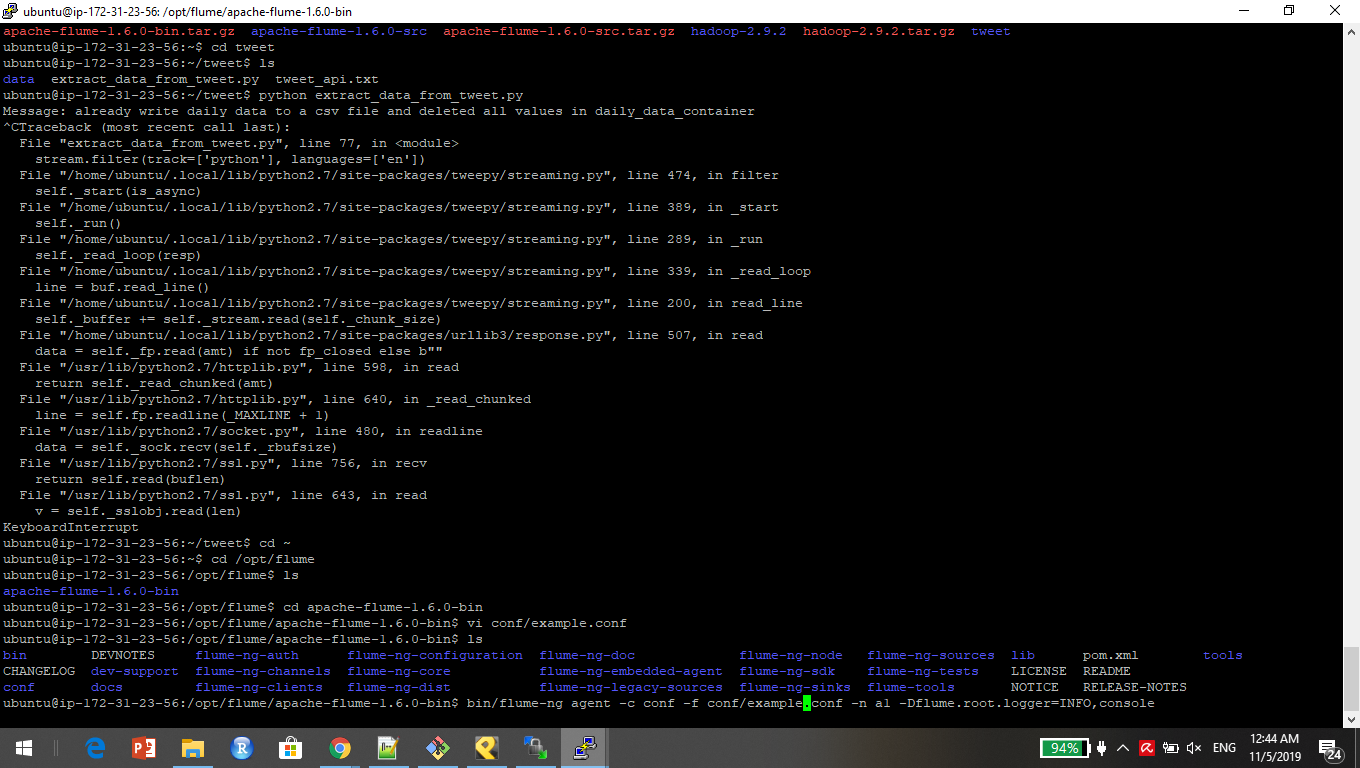 ubuntu@ip-172-31-23-56: /opt/flume/apache-flume-1.6.0-bin
apache-flume-1.6.0-bin.tar.gz  apache-flume-1.6.0-src  apache-flume-1.6.0-src.tar.gz  hadoop-2.9.2  hadoop-2.9.2.tar.gz  tweet
ubuntu@ip-172-31-23-56:~$ cd tweet
ubuntu@ip-172-31-23-56:~/tweet$ ls
data  extract_data_from_tweet.py  tweet_api.txt
ubuntu@ip-172-31-23-56:~/tweet$ python extract_data_from_tweet.py
Message: already write daily data to a csv file and deleted all values in daily_data_container
^CTraceback (most recent call last):
  File "extract_data_from_tweet.py", line 77, in <module>
    stream.filter(track=['python'], languages=['en'])
  File "/home/ubuntu/.local/lib/python2.7/site-packages/tweepy/streaming.py", line 474, in filter
    self._start(is_async)
  File "/home/ubuntu/.local/lib/python2.7/site-packages/tweepy/streaming.py", line 389, in _start
    self._run()
  File "/home/ubuntu/.local/lib/python2.7/site-packages/tweepy/streaming.py", line 289, in _run
    self._read_loop(resp)
  File "/home/ubuntu/.local/lib/python2.7/site-packages/tweepy/streaming.py", line 339, in _read_loop
    line = buf.read_line()
  File "/home/ubuntu/.local/lib/python2.7/site-packages/tweepy/streaming.py", line 200, in read_line
    self._buffer += self._stream.read(self._chunk_size)
  File "/home/ubuntu/.local/lib/python2.7/site-packages/urllib3/response.py", line 507, in read
    data = self._fp.read(amt) if not fp_closed else b""
  File "/usr/lib/python2.7/httplib.py", line 598, in read
    return self._read_chunked(amt)
  File "/usr/lib/python2.7/httplib.py", line 640, in _read_chunked
    line = self.fp.readline(_MAXLINE + 1)
  File "/usr/lib/python2.7/socket.py", line 480, in readline
    data = self._sock.recv(self._rbufsize)
  File "/usr/lib/python2.7/ssl.py", line 756, in recv
    return self.read(buflen)
  File "/usr/lib/python2.7/ssl.py", line 643, in read
    v = self._sslobj.read(len)
KeyboardInterrupt
ubuntu@ip-172-31-23-56:~/tweet$ cd ~
ubuntu@ip-172-31-23-56:~$ cd /opt/flume
ubuntu@ip-172-31-23-56:/opt/flume$ ls
apache-flume-1.6.0-bin
ubuntu@ip-172-31-23-56:/opt/flume$ cd apache-flume-1.6.0-bin
ubuntu@ip-172-31-23-56:/opt/flume/apache-flume-1.6.0-bin$ vi conf/example.conf
ubuntu@ip-172-31-23-56:/opt/flume/apache-flume-1.6.0-bin$ ls
bin        DEVNOTES     flume-ng-auth      flume-ng-configuration  flume-ng-doc             flume-ng-node   flume-ng-sources  lib      pom.xml        tools
CHANGELOG  dev-support  flume-ng-channels  flume-ng-core           flume-ng-embedded-agent  flume-ng-sdk    flume-ng-tests    LICENSE  README
conf       docs         flume-ng-clients   flume-ng-dist           flume-ng-legacy-sources  flume-ng-sinks  flume-tools       NOTICE   RELEASE-NOTES
ubuntu@ip-172-31-23-56:/opt/flume/apache-flume-1.6.0-bin$ bin/flume-ng agent -c conf -f conf/example.conf -n a1 -Dflume.root.logger=INFO,console
94%
ENG
12:44 AM
11/5/2019
24